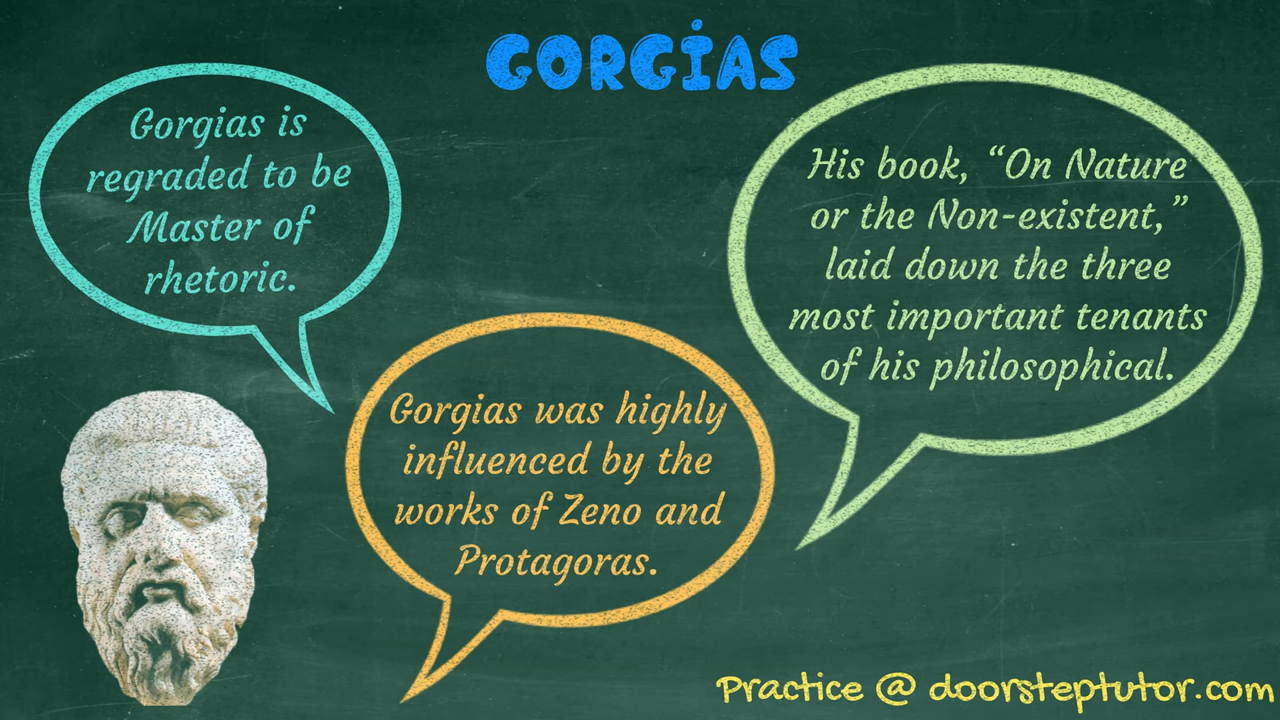 GORGİAS
Gorgias is
regraded to be
Master of
rhetoric.
Gorgias was highly
influenced by the
works of Zeno and
Protagoras.
His book, “On Nature
or the Non-existent,”
laid down the three
most important tenants
of his philosophical.
Practice @ doorsteptutor.com